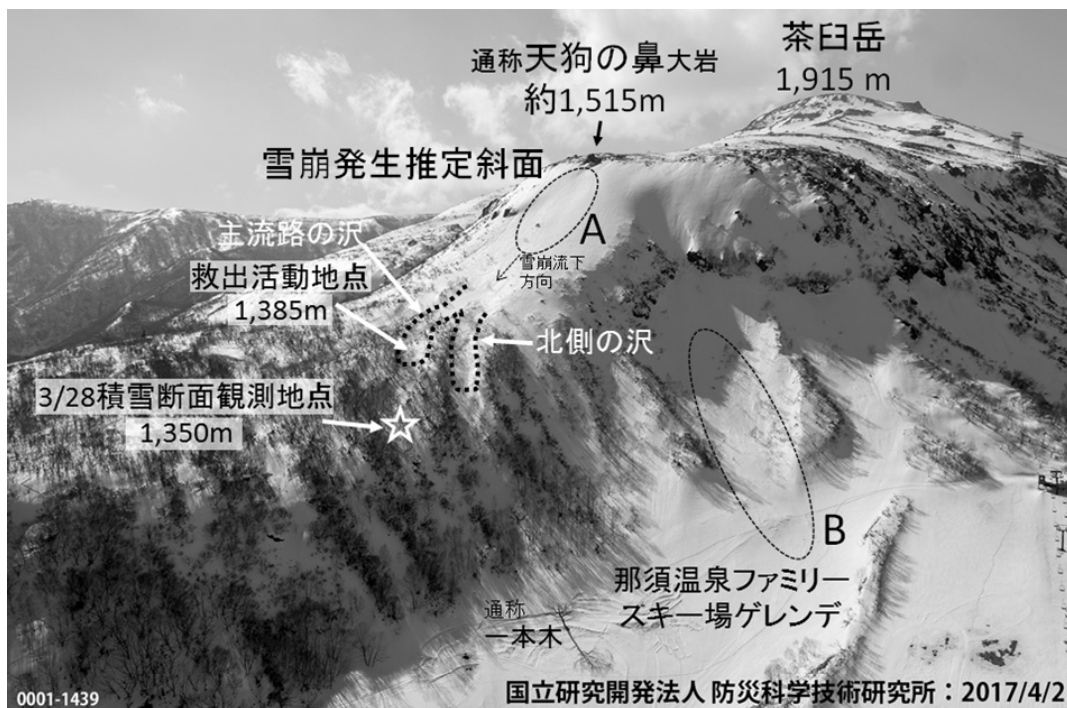 茶臼岳
1,915 m
通称天狗の鼻大岩
約1,515m
雪崩発生推定斜面
A
主流路の沢
雪崩流下
方向
救出活動地点
1,385m
北側の沢
3/28積雪断面観測地点
1,350m
B
那須温泉ファミリー
スキー場ゲレンデ
通称
一本木
0001-1439
国立研究開発法人 防災科学技術研究所：2017/4/2